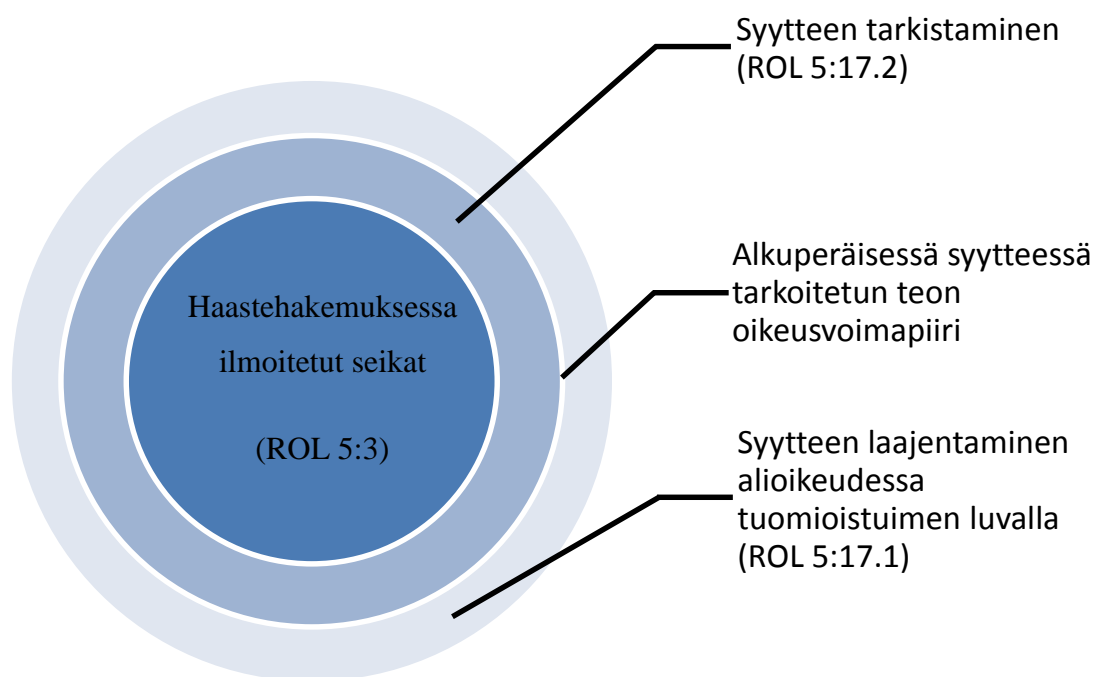 Syytteen tarkistaminen
(ROL 5:17.2)
Haastehakemuksessa
ilmoitetut seikat
(ROL 5:3)
Alkuperäisessä syytteessä
tarkoitetun teon
oikeusvoimapiiri
Syytteen laajentaminen
alioikeudessa
tuomioistuimen luvalla
(ROL 5:17.1)